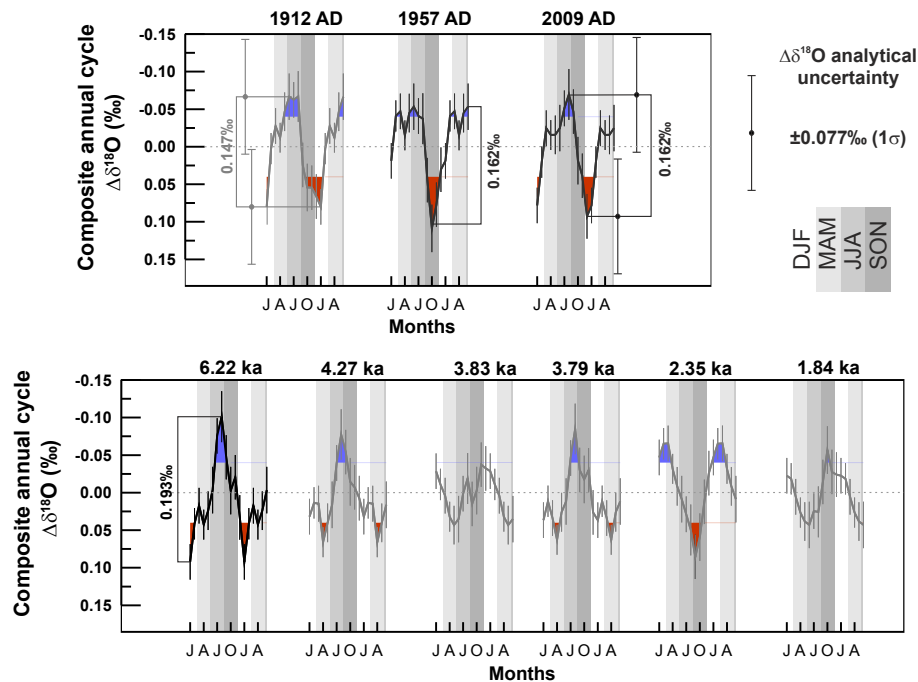 1912 AD 1957 AD 2009 AD
Composite annual cycle
Δδ¹⁸O (‰)
-0.15
-0.10
-0.05
0.00
0.05
0.10
0.15
0.147‰
0.162‰
0.162‰
J A J O J A J A J O J A J A J O J A
Months
Δδ¹⁸O analytical
uncertainty
±0.077‰ (1σ)
DJF
MAM
JJA
SON
6.22 ka 4.27 ka 3.83 ka 3.79 ka 2.35 ka 1.84 ka
Composite annual cycle
Δδ¹⁸O (‰)
-0.15
-0.10
-0.05
0.00
0.05
0.10
0.15
0.193‰
J A J O J A J A J O J A J A J O J A J A J O J A J A J O J A J A J O J A
Months